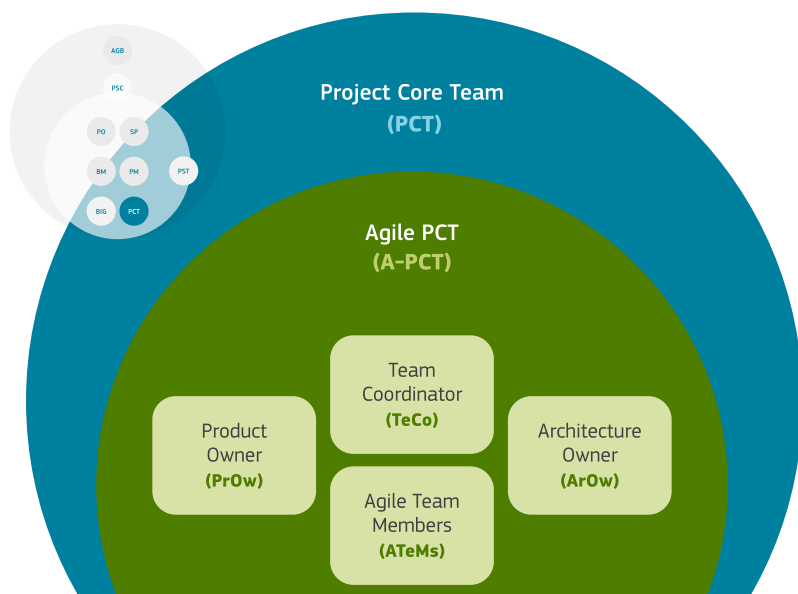 AGB
PSC
PO SP
BM PM PST
BIG PCT
Project Core Team
(PCT)
Agile PCT
(A-PCT)
Team
Coordinator
(TeCo)
Product
Owner
(PrOw)
Architecture
Owner
(ArOw)
Agile Team
Members
(ATeMs)